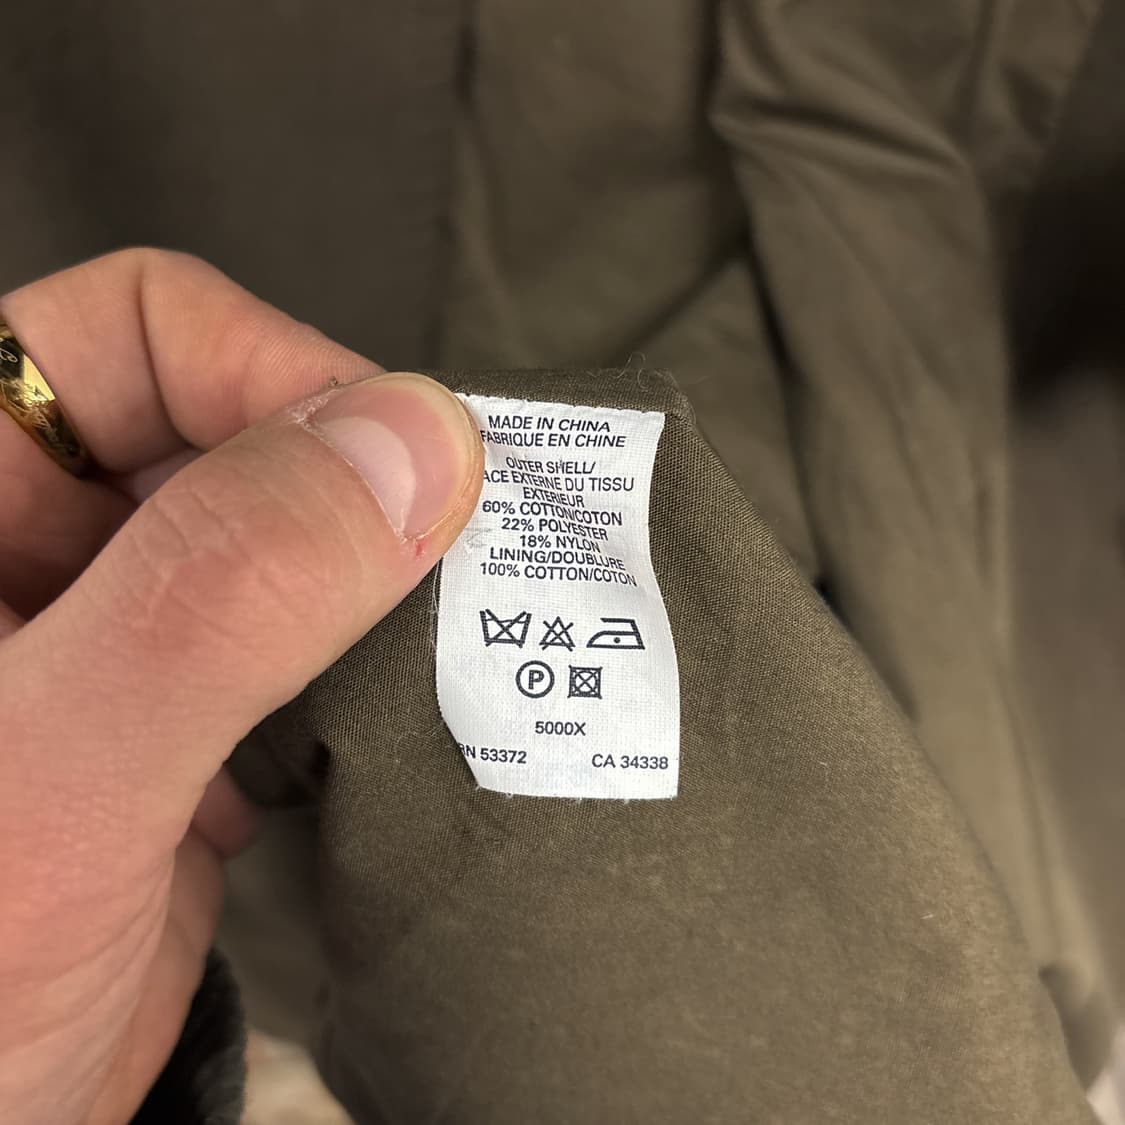 MADE IN CHINA
FABRIQUE EN CHINE
OUTER SHELL/
DU TISSU
EXTERNE
EXTERIEUR
60% COTTON/COTON
22% POLYESTER
18% NYLON
LINING/DOUBLURE
100% COTTON/COTON
P
5000X
RN 53372 CA 34338